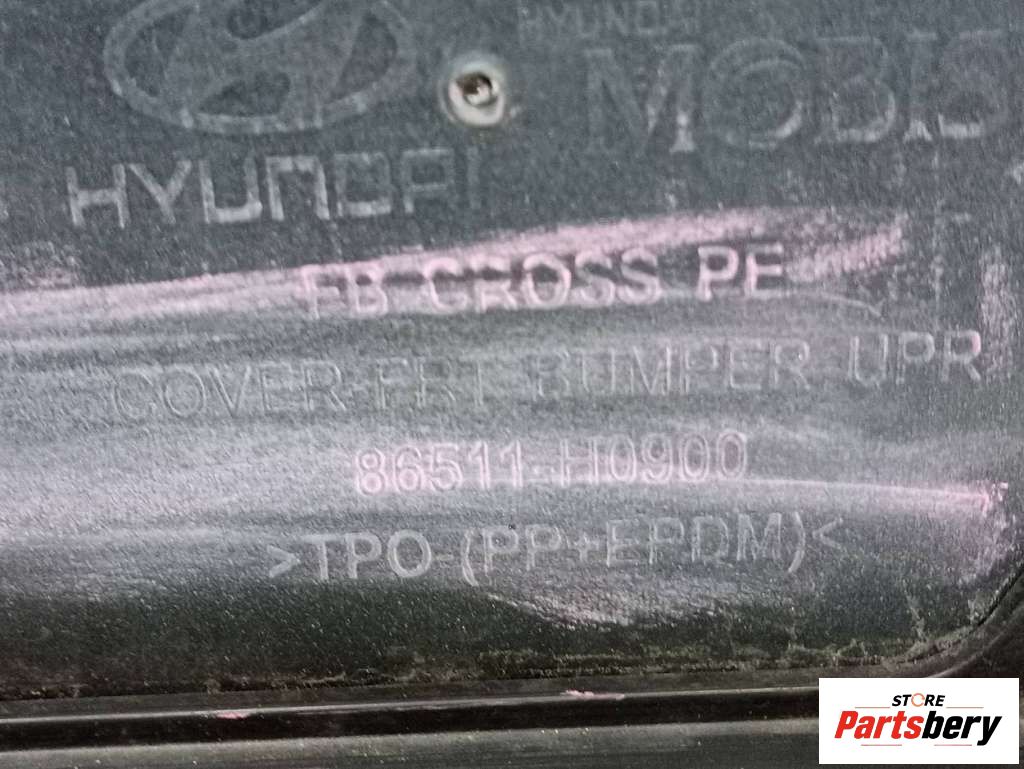 HYUNDAI
MOBIS
HYUNDAI
FB CROSS PE
COVER-FRT BUMPER UPR
86511-H0900
>TPO-(PP+EPDM)<
STORE
Partsbery